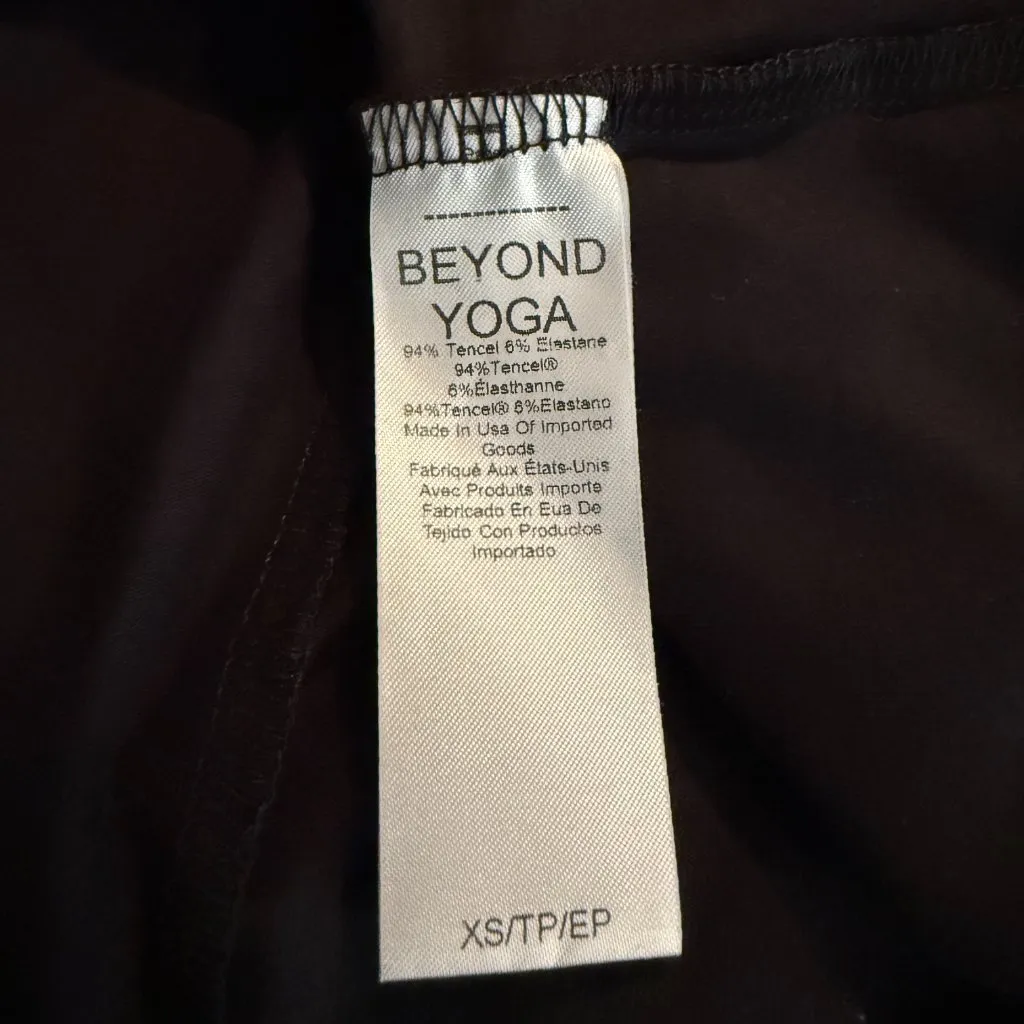 ------------
BEYOND
YOGA
94% Tencel 6% Elastane
94%Tencel®
6%Élasthanne
94%Tencel® 6%Elastano
Made In Usa Of Imported
Goods
Fabriqué Aux États-Unis
Avec Produits Importe
Fabricado En Eua De
Tejido Con Productos
Importado
XS/TP/EP